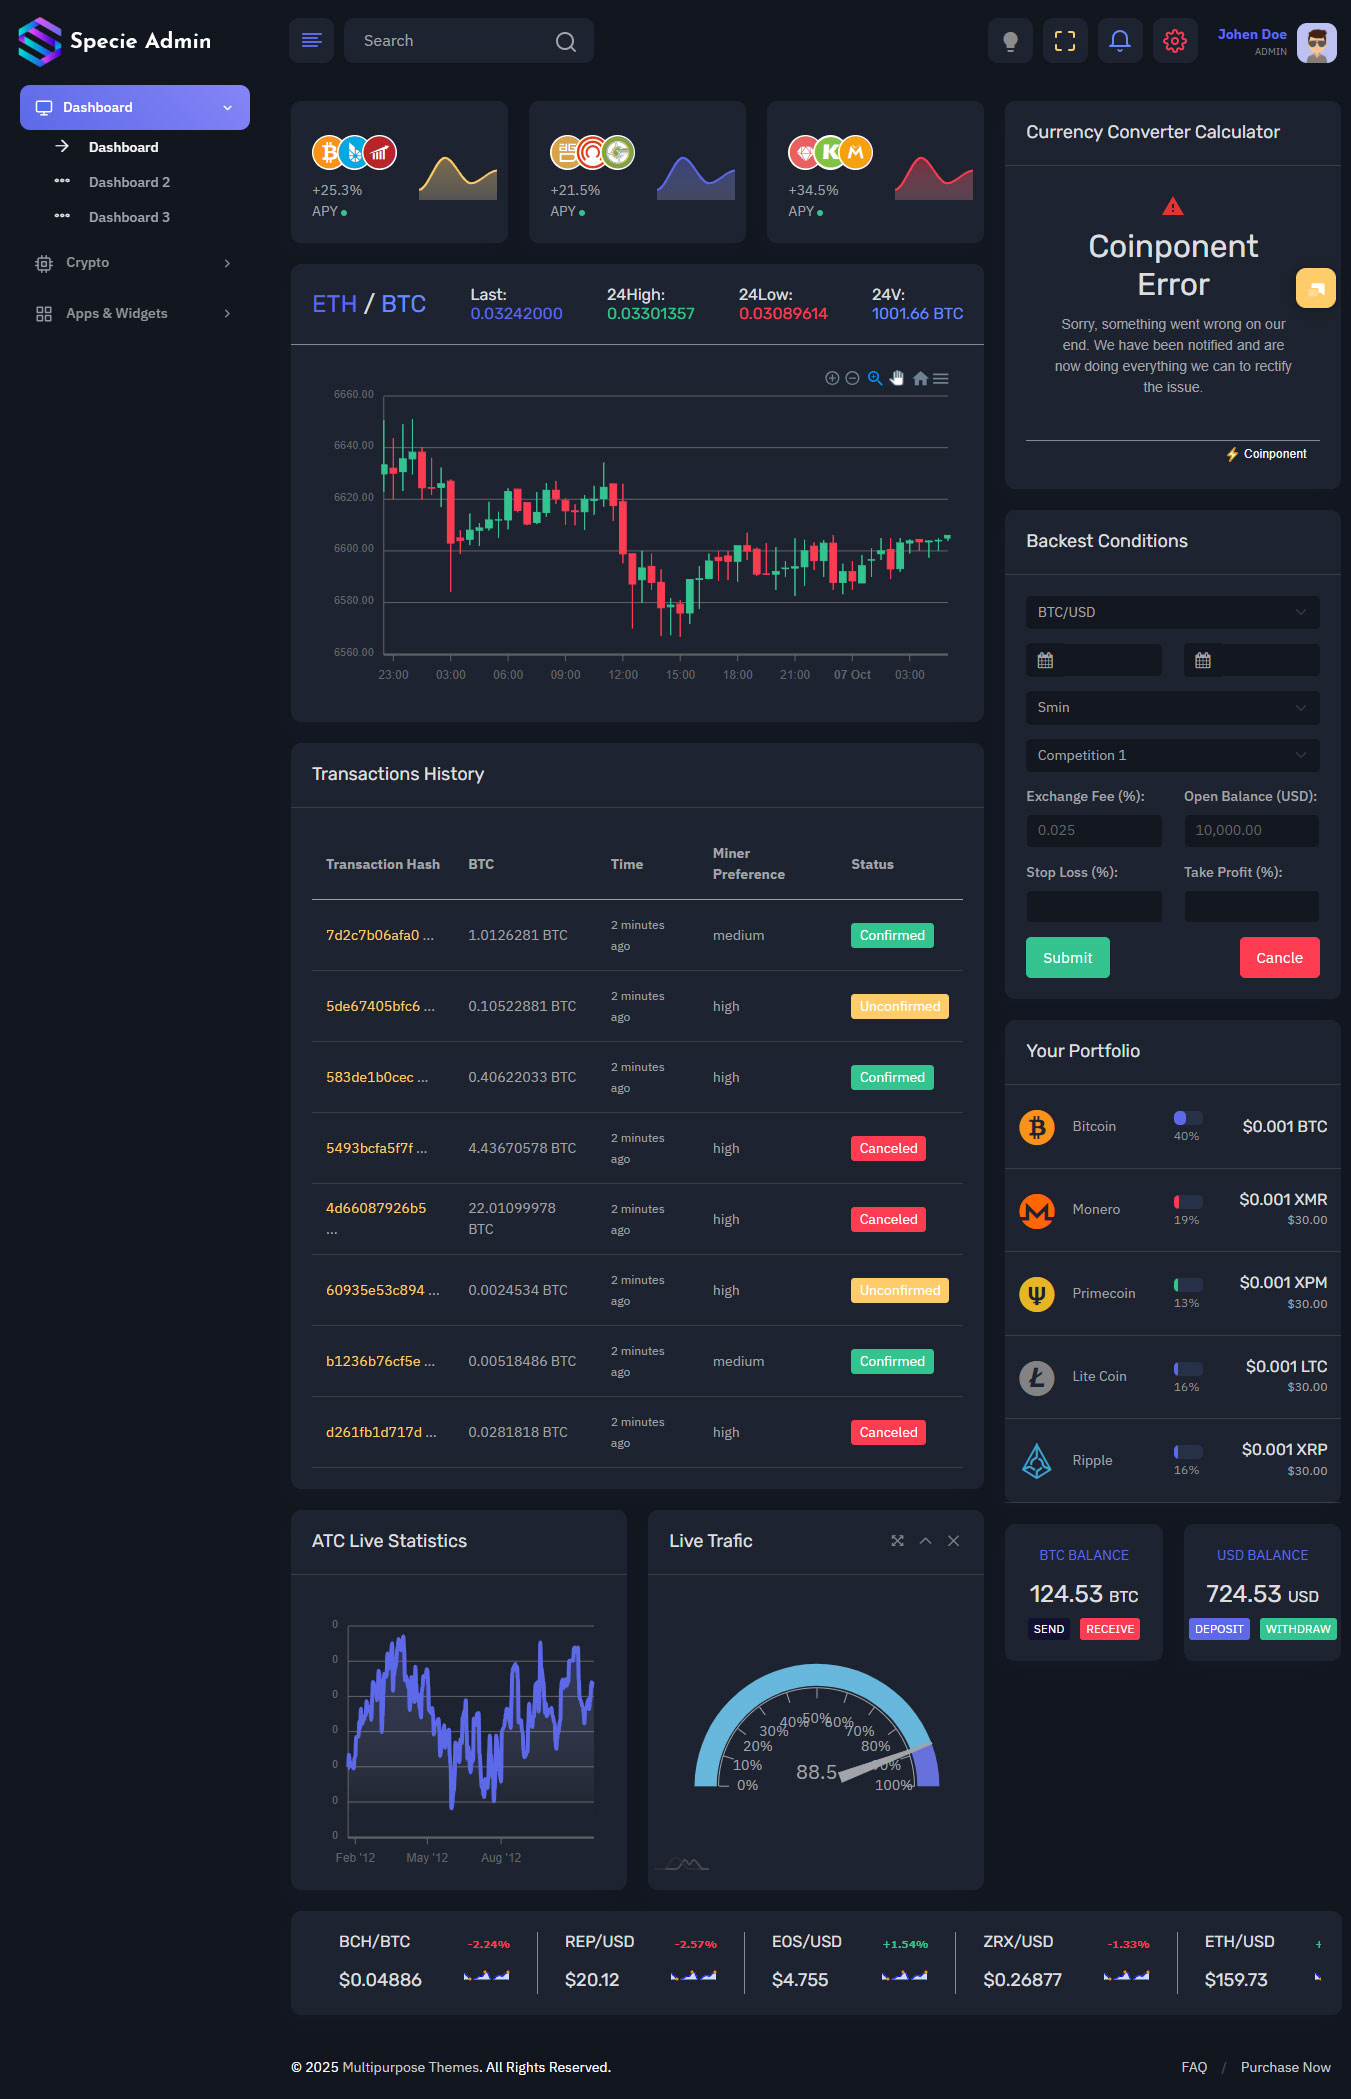 Specie Admin
Search
Johen Doe
ADMIN
Dashboard
Dashboard
Dashboard 2
Dashboard 3
Crypto
Apps & Widgets
+25.3%
APY
+21.5%
APY
+34.5%
APY
ETH / BTC
Last:
0.03242000
24High:
0.03301357
24Low:
0.03089614
24V:
1001.66 BTC
6660.00
6640.00
6620.00
6600.00
6580.00
6560.00
23:00 03:00 06:00 09:00 12:00 15:00 18:00 21:00 07 Oct 03:00
Transactions History
Transaction Hash BTC Time Miner Preference Status
7d2c7b06afa0 ... 1.0126281 BTC 2 minutes ago medium Confirmed
5de67405bfc6 ... 0.10522881 BTC 2 minutes ago high Unconfirmed
583de1b0cec ... 0.40622033 BTC 2 minutes ago high Confirmed
5493bcfa5f7f ... 4.43670578 BTC 2 minutes ago high Canceled
4d66087926b5 ... 22.01099978 BTC 2 minutes ago high Canceled
60935e53c894 ... 0.0024534 BTC 2 minutes ago high Unconfirmed
b1236b76cf5e ... 0.00518486 BTC 2 minutes ago medium Confirmed
d261fb1d717d ... 0.0281818 BTC 2 minutes ago high Canceled
ATC Live Statistics
0
0
0
0
0
0
0
Feb '12 May '12 Aug '12
Live Trafic
0%
10%
20%
30%
40%
50%
60%
70%
80%
90%
100%
88.5
Currency Converter Calculator
Coinponent
Error
Sorry, something went wrong on our
end. We have been notified and are
now doing everything we can to rectify
the issue.
⚡ Coinponent
Backest Conditions
BTC/USD
Smin
Competition 1
Exchange Fee (%): Open Balance (USD):
0.025 10,000.00
Stop Loss (%): Take Profit (%):
Submit Cancle
Your Portfolio
Bitcoin 40% $0.001 BTC
Monero 19% $0.001 XMR $30.00
Primecoin 13% $0.001 XPM $30.00
Lite Coin 16% $0.001 LTC $30.00
Ripple 16% $0.001 XRP $30.00
BTC BALANCE
124.53 BTC
SEND RECEIVE
USD BALANCE
724.53 USD
DEPOSIT WITHDRAW
BCH/BTC -2.24%
$0.04886
REP/USD -2.57%
$20.12
EOS/USD +1.54%
$4.755
ZRX/USD -1.33%
$0.26877
ETH/USD +
$159.73
© 2025 Multipurpose Themes. All Rights Reserved.
FAQ / Purchase Now